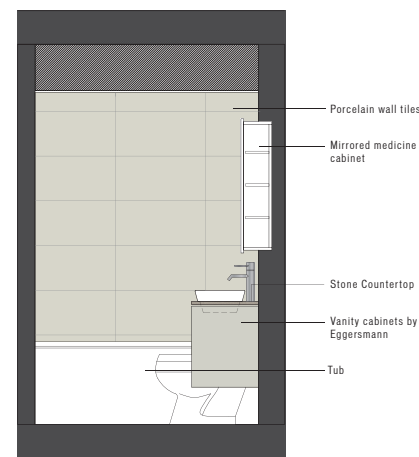 Porcelain wall tiles
Mirrored medicine
cabinet
Stone Countertop
Vanity cabinets by
Eggersmann
Tub